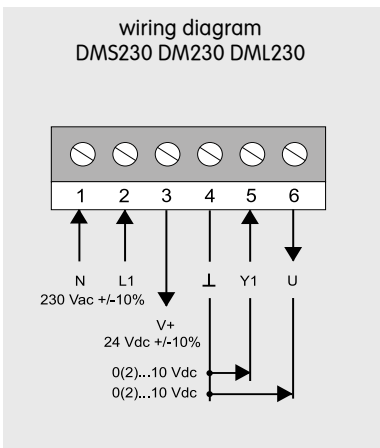 wiring diagram
DMS230 DM230 DML230
1 2 3 4 5 6
N L1 ⊥ Y1 U
230 Vac +/-10%
V+
24 Vdc +/-10%
0(2)...10 Vdc
0(2)...10 Vdc